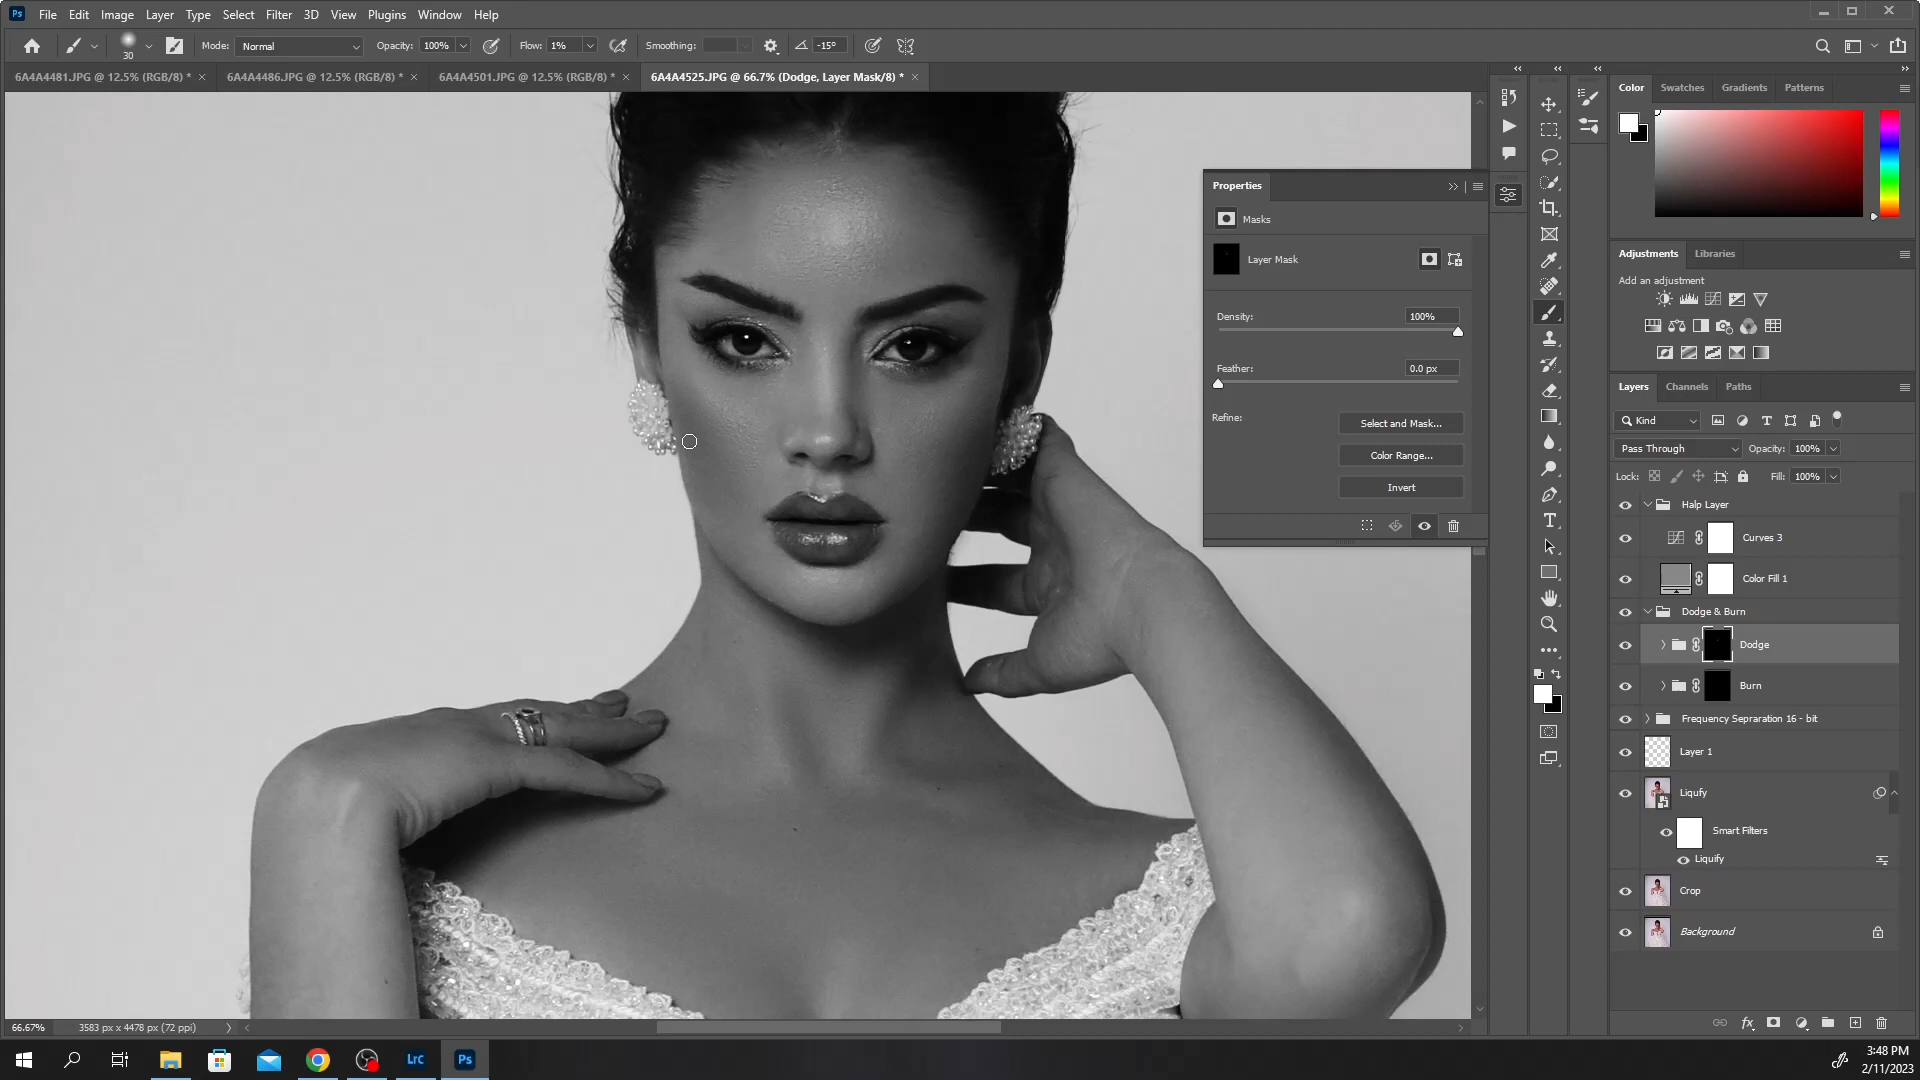 Ps File Edit Image Layer Type Select Filter 3D View Plugins Window Help
30 Mode: Normal Opacity: 100% Flow: 1% Smoothing: -15°
6A4A4481.JPG @ 12.5% (RGB/8) * 6A4A4486.JPG @ 12.5% (RGB/8) * 6A4A4501.JPG @ 12.5% (RGB/8) * 6A4A4525.JPG @ 66.7% (Dodge, Layer Mask/8) *
Color Swatches Gradients Patterns
Properties
Masks
Layer Mask
Density: 100%
Feather: 0.0 px
Refine: Select and Mask...
Color Range...
Invert
Adjustments Libraries
Add an adjustment
Layers Channels Paths
Kind
Pass Through Opacity: 100%
Lock: Fill: 100%
Halp Layer
Curves 3
Color Fill 1
Dodge & Burn
Dodge
Burn
Frequency Sepraration 16 - bit
Layer 1
Liqufy
Smart Filters
Liquify
Crop
Background
66.67% 3583 px x 4478 px (72 ppi)
fx
Lrc Ps
3:48 PM
2/11/2023